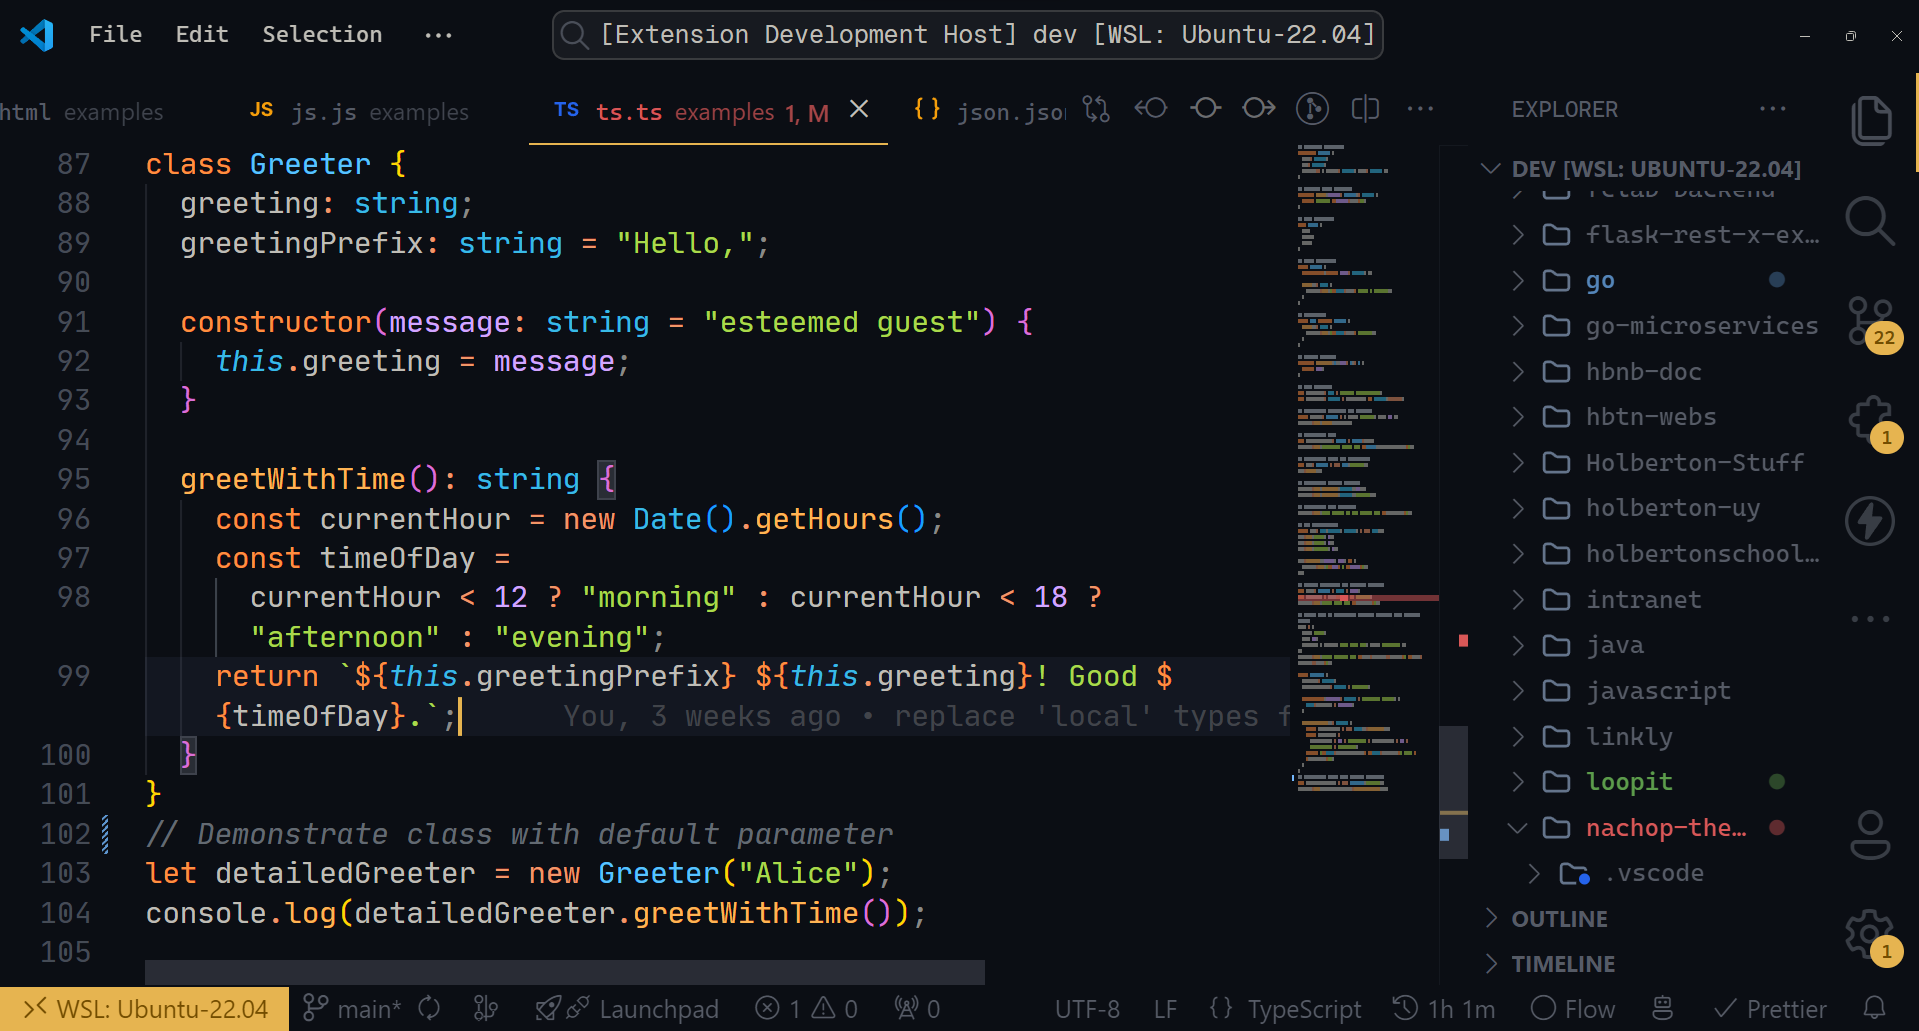 File Edit Selection ···
[Extension Development Host] dev [WSL: Ubuntu-22.04]
html examples
JS js.js examples
TS ts.ts examples 1, M
{} json.jso
87 class Greeter {
88 greeting: string;
89 greetingPrefix: string = "Hello,";
90
91 constructor(message: string = "esteemed guest") {
92 this.greeting = message;
93 }
94
95 greetWithTime(): string {
96 const currentHour = new Date().getHours();
97 const timeOfDay =
98 currentHour < 12 ? "morning" : currentHour < 18 ?
"afternoon" : "evening";
99 return `${this.greetingPrefix} ${this.greeting}! Good $
{timeOfDay}.`; You, 3 weeks ago • replace 'local' types f
100 }
101 }
102 // Demonstrate class with default parameter
103 let detailedGreeter = new Greeter("Alice");
104 console.log(detailedGreeter.greetWithTime());
105
EXPLORER
DEV [WSL: UBUNTU-22.04]
flask-rest-x-ex…
go
go-microservices
hbnb-doc
hbtn-webs
Holberton-Stuff
holberton-uy
holbertonschool…
intranet
java
javascript
linkly
loopit
nachop-the…
.vscode
OUTLINE
TIMELINE
22
1
1
WSL: Ubuntu-22.04 main* Launchpad 1 0 0 UTF-8 LF {} TypeScript 1h 1m Flow Prettier